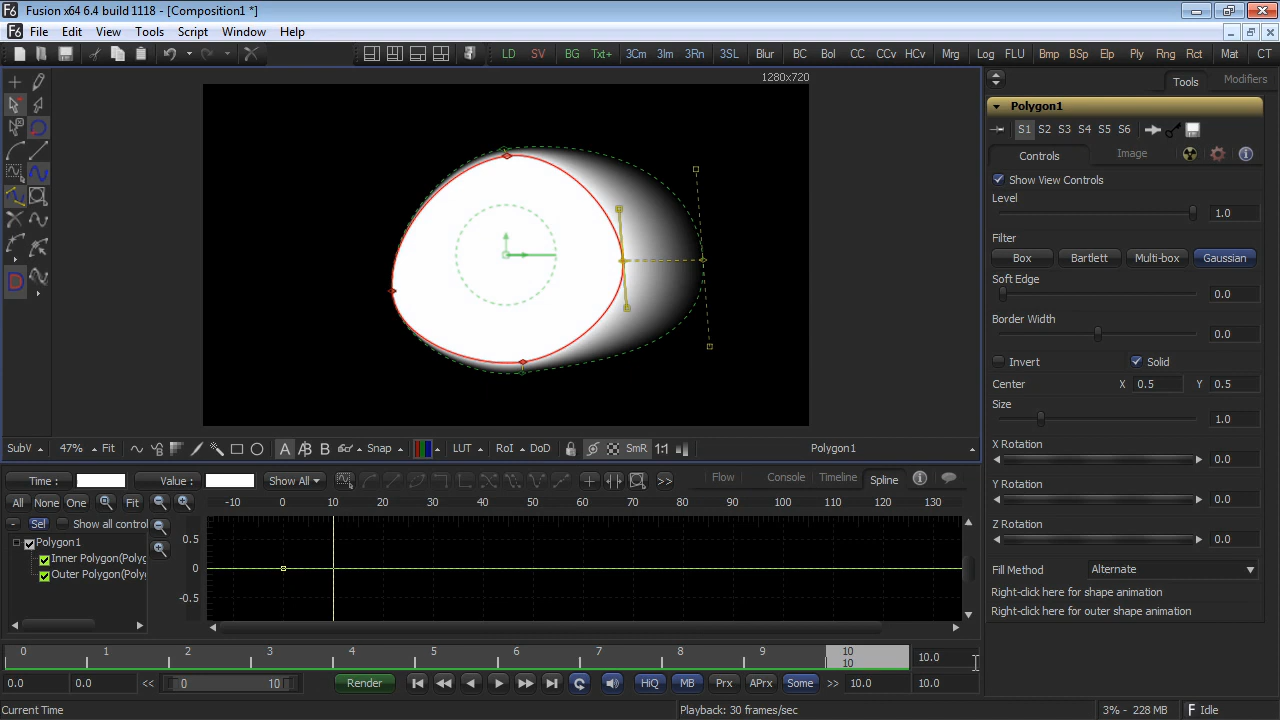 Fusion x64 6.4 build 1118 - [Composition1 *]
File Edit View Tools Script Window Help
LD SV BG Txt+ 3Cm 3Im 3Rn 3SL Blur BC Bol CC CCv HCv Mrg Log FLU Bmp BSp Elp Ply Rng Rct Mat CT
1280x720
Tools Modifiers
Polygon1
S1 S2 S3 S4 S5 S6
Controls Image
Show View Controls
Level
1.0
Filter
Box Bartlett Multi-box Gaussian
Soft Edge
0.0
Border Width
0.0
Invert Solid
Center X 0.5 Y 0.5
Size
1.0
X Rotation
0.0
Y Rotation
0.0
Z Rotation
0.0
Fill Method Alternate
Right-click here for shape animation
Right-click here for outer shape animation
SubV 47% Fit A B Snap LUT RoI DoD SmR 1:1 Polygon1
Time : Value : Show All >> Flow Console Timeline Spline
All None One Fit -10 0 10 20 30 40 50 60 70 80 90 100 110 120 130
Sel Show all control
Polygon1
Inner Polygon(Polyg
Outer Polygon(Poly
0.5
0
-0.5
0 1 2 3 4 5 6 7 8 9 10
10
10.0
0.0 0.0 << 0 10 Render HiQ MB Prx APrx Some >> 10.0 10.0
Current Time Playback: 30 frames/sec 3% - 228 MB Idle